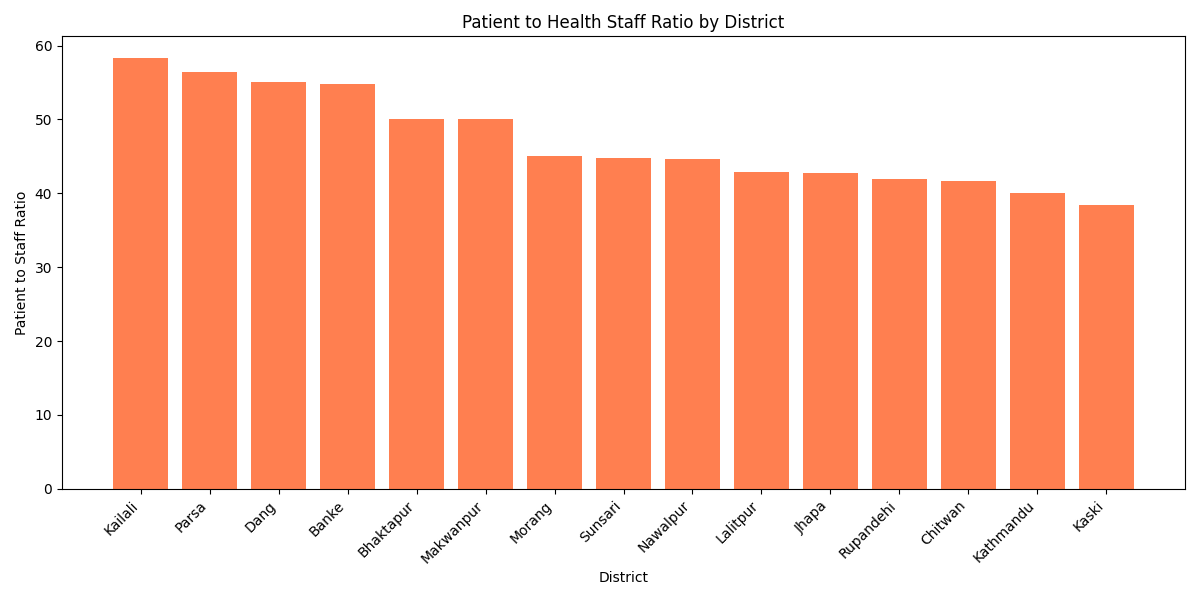 Patient to Health Staff Ratio by District
Patient to Staff Ratio
60
50
40
30
20
10
0
Kailali
Parsa
Dang
Banke
Bhaktapur
Makwanpur
Morang
Sunsari
Nawalpur
Lalitpur
Jhapa
Rupandehi
Chitwan
Kathmandu
Kaski
District